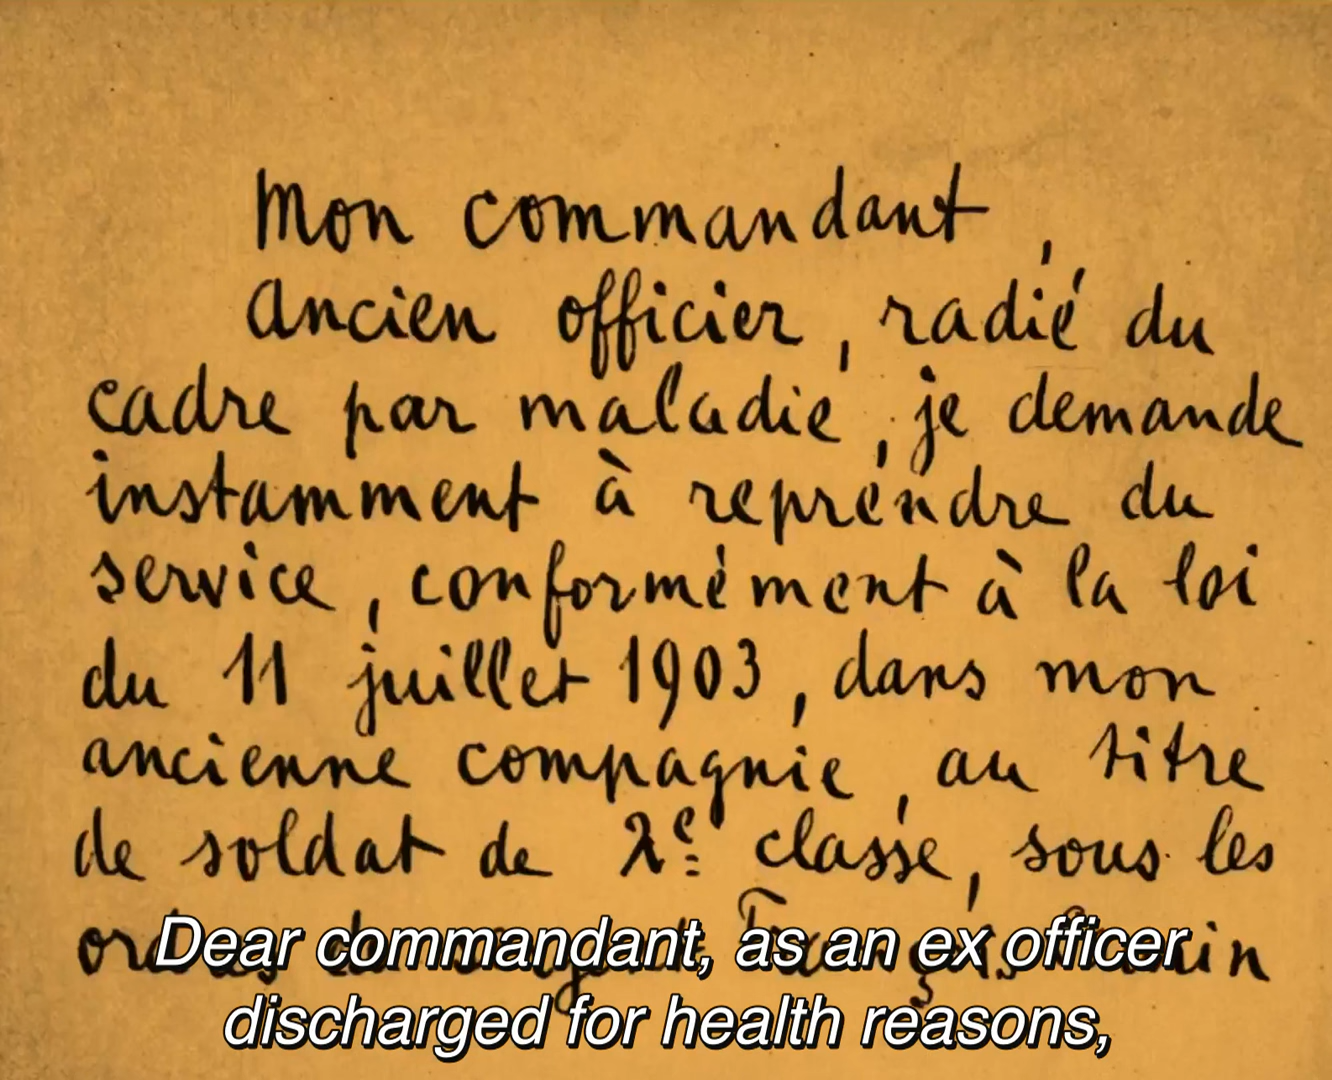 Mon commandant,
Ancien officier, radié du
cadre par maladie, je demande
instamment à reprendre du
service, conformément à la loi
du 11 juillet 1903, dans mon
ancienne compagnie, au titre
de soldat de 2e classe, sous les
Dear commandant, as an ex officer
discharged for health reasons,